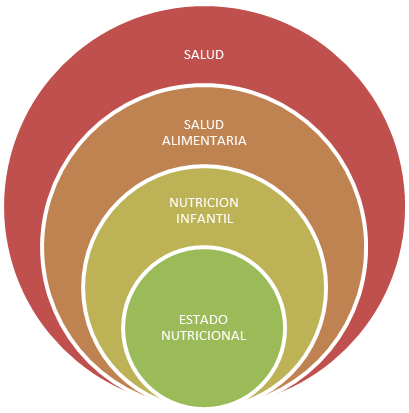 SALUD
SALUD
ALIMENTARIA
NUTRICION
INFANTIL
ESTADO
NUTRICIONAL